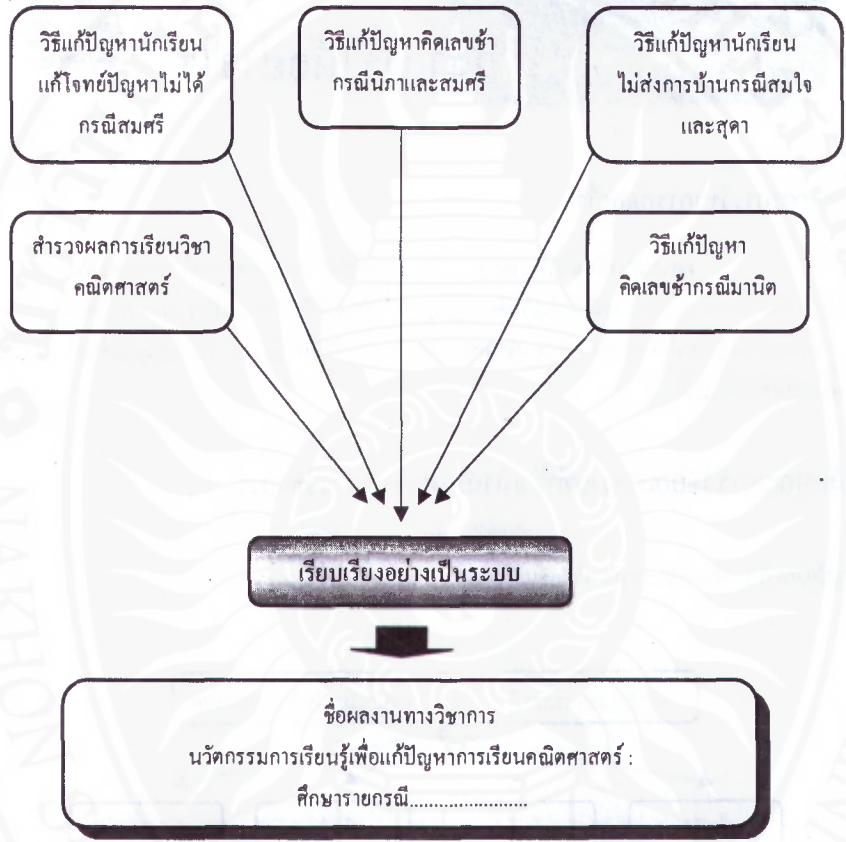 วิธีแก้ปัญหานักเรียน
แก้โจทย์ปัญหาไม่ได้
กรณีสมศรี
วิธีแก้ปัญหาคิดเลขช้า
กรณีนิภาและสมศรี
วิธีแก้ปัญหานักเรียน
ไม่ส่งการบ้านกรณีสมใจ
และสุดา
สำรวจผลการเรียนวิชา
คณิตศาสตร์
วิธีแก้ปัญหา
คิดเลขช้ากรณีมานิต
เรียบเรียงอย่างเป็นระบบ
ชื่อผลงานทางวิชาการ
นวัตกรรมการเรียนรู้เพื่อแก้ปัญหาการเรียนคณิตศาสตร์ :
ศึกษารายกรณี........................
NAKHON